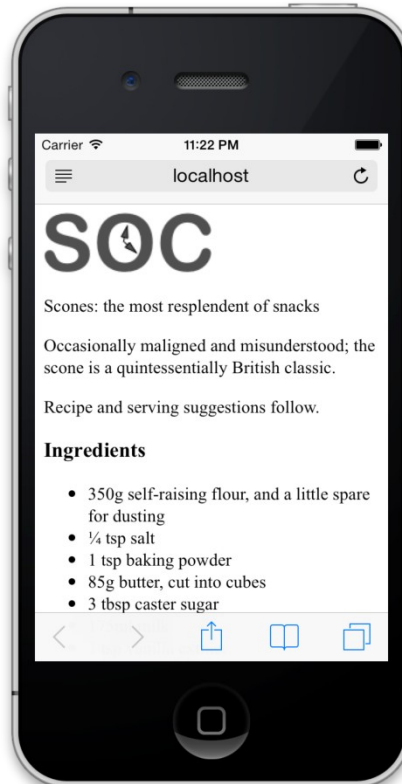 Carrier 11:22 PM
localhost
SOC
Scones: the most resplendent of snacks
Occasionally maligned and misunderstood; the
scone is a quintessentially British classic.
Recipe and serving suggestions follow.
Ingredients
• 350g self-raising flour, and a little spare
for dusting
• ¼ tsp salt
• 1 tsp baking powder
• 85g butter, cut into cubes
• 3 tbsp caster sugar